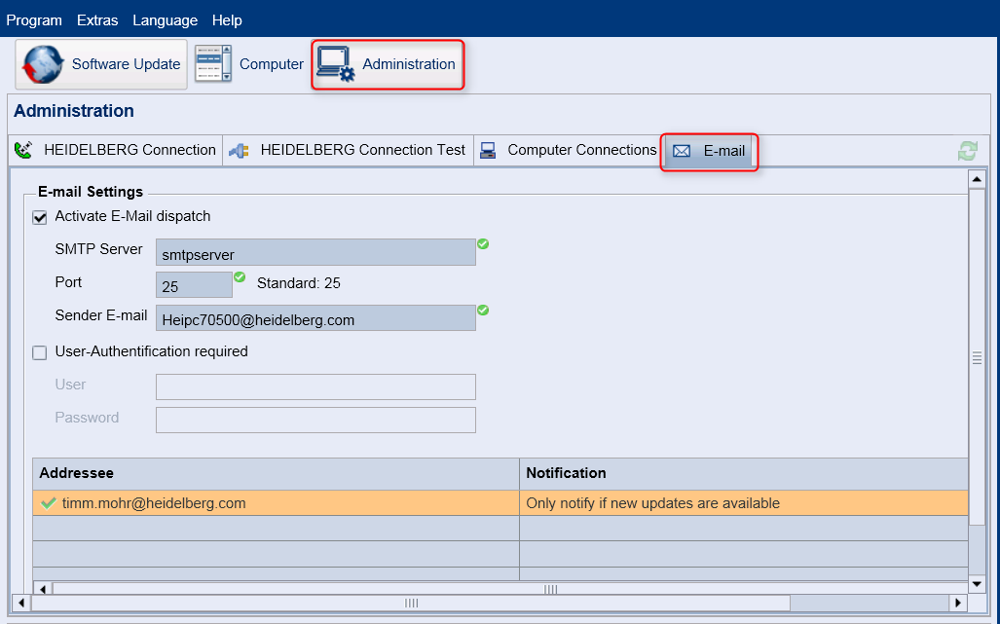 Program Extras Language Help
Software Update Computer Administration
Administration
HEIDELBERG Connection HEIDELBERG Connection Test Computer Connections E-mail
E-mail Settings
Activate E-Mail dispatch
SMTP Server smtpserver
Port 25 Standard: 25
Sender E-mail Heipc70500@heidelberg.com
User-Authentification required
User
Password
Addressee Notification
timm.mohr@heidelberg.com Only notify if new updates are available